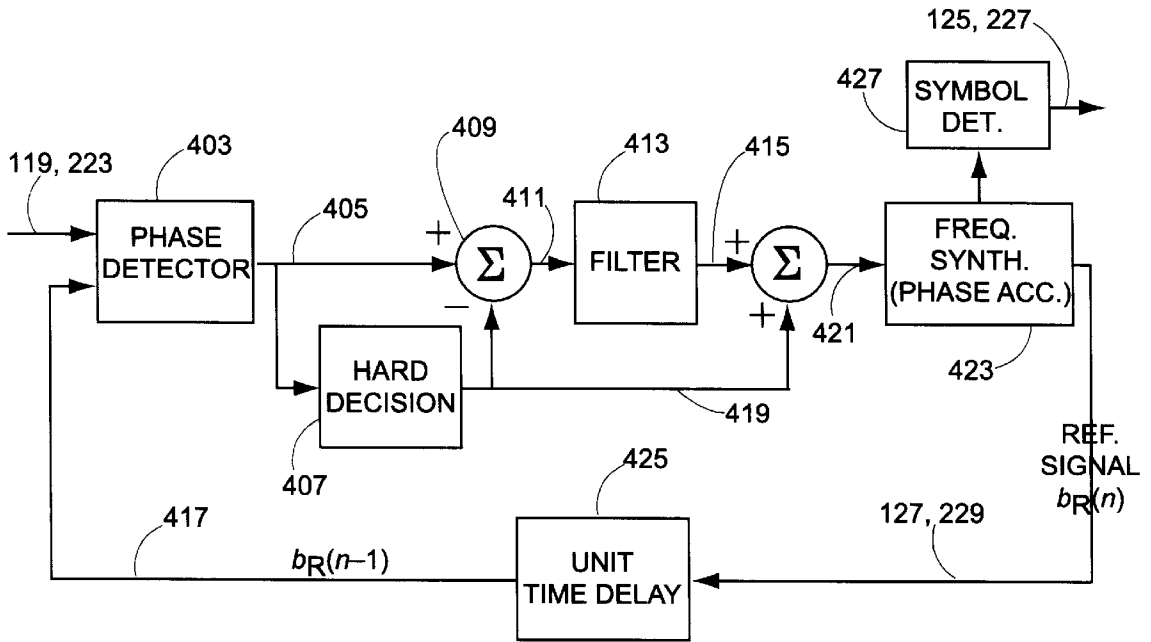 125, 227
427
SYMBOL
DET.
409
413
415
403
119, 223
405
411
PHASE
DETECTOR
+
Σ
−
FILTER
+
Σ
+
FREQ.
SYNTH.
(PHASE ACC.)
421
423
HARD
DECISION
419
407
REF.
SIGNAL
bR(n)
425
417
bR(n−1)
127, 229
UNIT
TIME DELAY